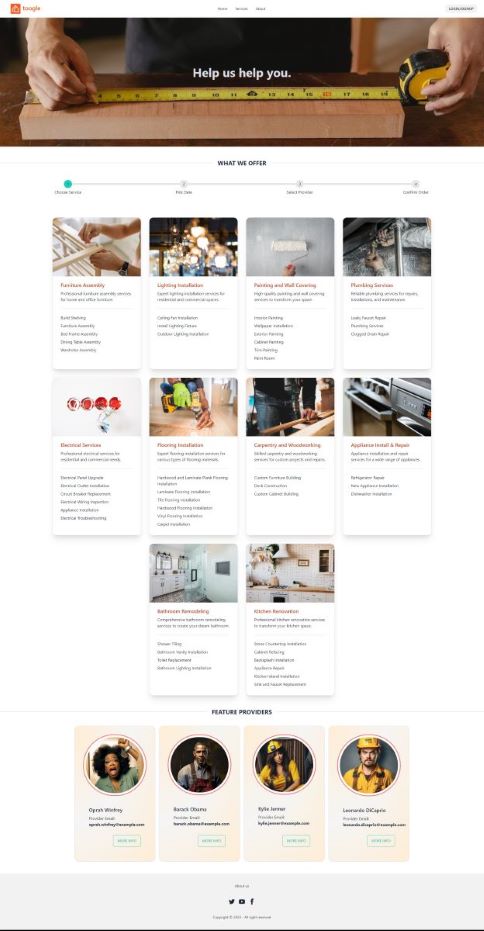 toogle
Home Services About
LOGIN/SIGNUP
Help us help you.
WHAT WE OFFER
1 2 3 4
Choose Service Pick Date Select Provider Confirm Order
Furniture Assembly
Professional furniture assembly services
for home and office furniture.
Build Shelving
Furniture Assembly
Bed Frame Assembly
Dining Table Assembly
Wardrobe Assembly
Lighting Installation
Expert lighting installation services for
residential and commercial spaces.
Ceiling Fan Installation
Install Lighting Fixture
Outdoor Lighting Installation
Painting and Wall Covering
High-quality painting and wall covering
services to transform your space.
Interior Painting
Wallpaper Installation
Exterior Painting
Cabinet Painting
Trim Painting
Paint Room
Plumbing Services
Reliable plumbing services for repairs,
installations, and maintenance.
Leaky Faucet Repair
Plumbing Services
Clogged Drain Repair
Electrical Services
Professional electrical services for
residential and commercial needs.
Electrical Panel Upgrade
Electrical Outlet Installation
Circuit Breaker Replacement
Electrical Wiring Inspection
Appliance Installation
Electrical Troubleshooting
Flooring Installation
Expert flooring installation services for
various types of flooring materials.
Hardwood and Laminate Plank Flooring
Installation
Laminate Flooring Installation
Tile Flooring Installation
Hardwood Flooring Installation
Vinyl Flooring Installation
Carpet Installation
Carpentry and Woodworking
Skilled carpentry and woodworking
services for custom projects and repairs.
Custom Furniture Building
Deck Construction
Custom Cabinet Building
Appliance Install & Repair
Appliance installation and repair
services for a wide range of appliances.
Refrigerator Repair
New Appliance Installation
Dishwasher Installation
Bathroom Remodeling
Comprehensive bathroom remodeling
services to create your dream bathroom.
Shower Tiling
Bathroom Vanity Installation
Toilet Replacement
Bathroom Lighting Installation
Kitchen Renovation
Professional kitchen renovation services
to transform your kitchen space.
Stone Countertop Installation
Cabinet Refacing
Backsplash Installation
Appliance Repair
Kitchen Island Installation
Sink and Faucet Replacement
FEATURE PROVIDERS
Oprah Winfrey
Provider Email:
oprah.winfrey@example.com
MORE INFO
Barack Obama
Provider Email:
barack.obama@example.com
MORE INFO
Kylie Jenner
Provider Email:
kylie.jenner@example.com
MORE INFO
Leonardo DiCaprio
Provider Email:
leonardo.dicaprio@example.com
MORE INFO
About us
All right reserved